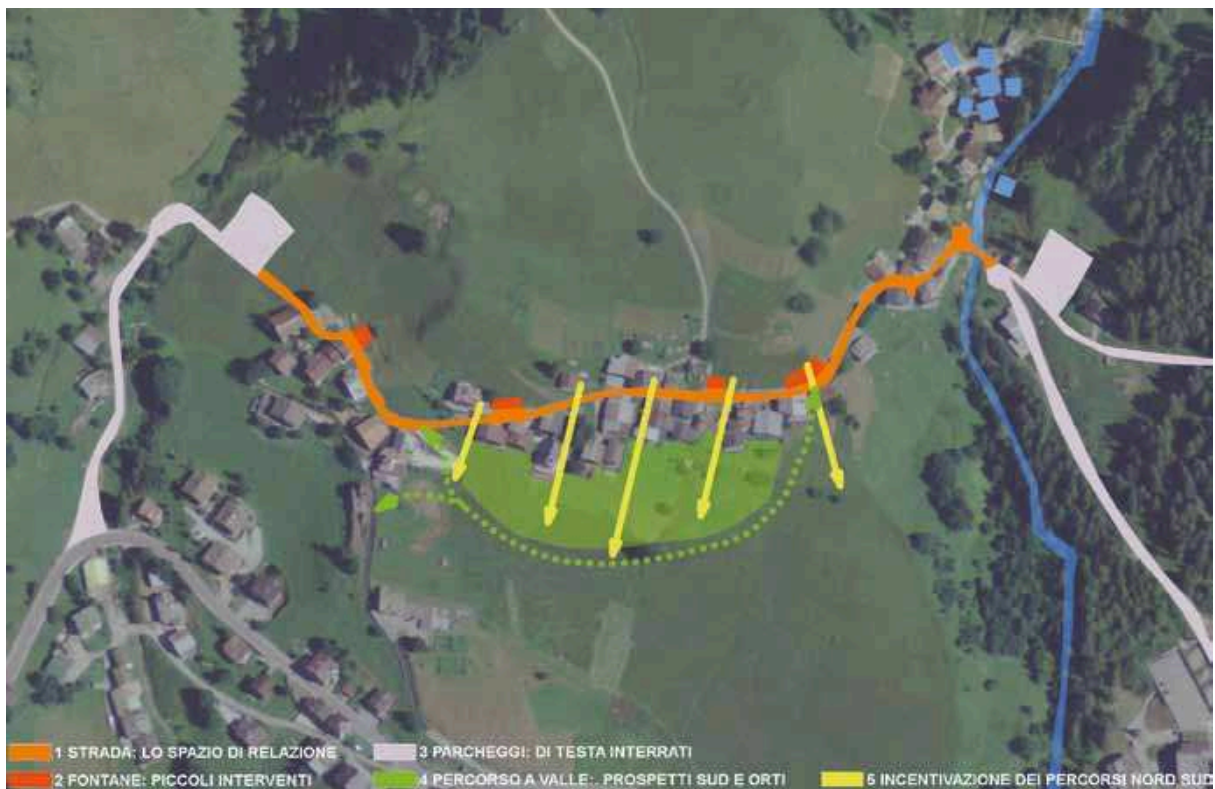 1 STRADA: LO SPAZIO DI RELAZIONE
3 PARCHEGGI: DI TESTA INTERRATI
2 FONTANE: PICCOLI INTERVENTI
4 PERCORSO A VALLE:. PROSPETTI SUD E ORTI
5 INCENTIVAZIONE DEI PERCORSI NORD SUD